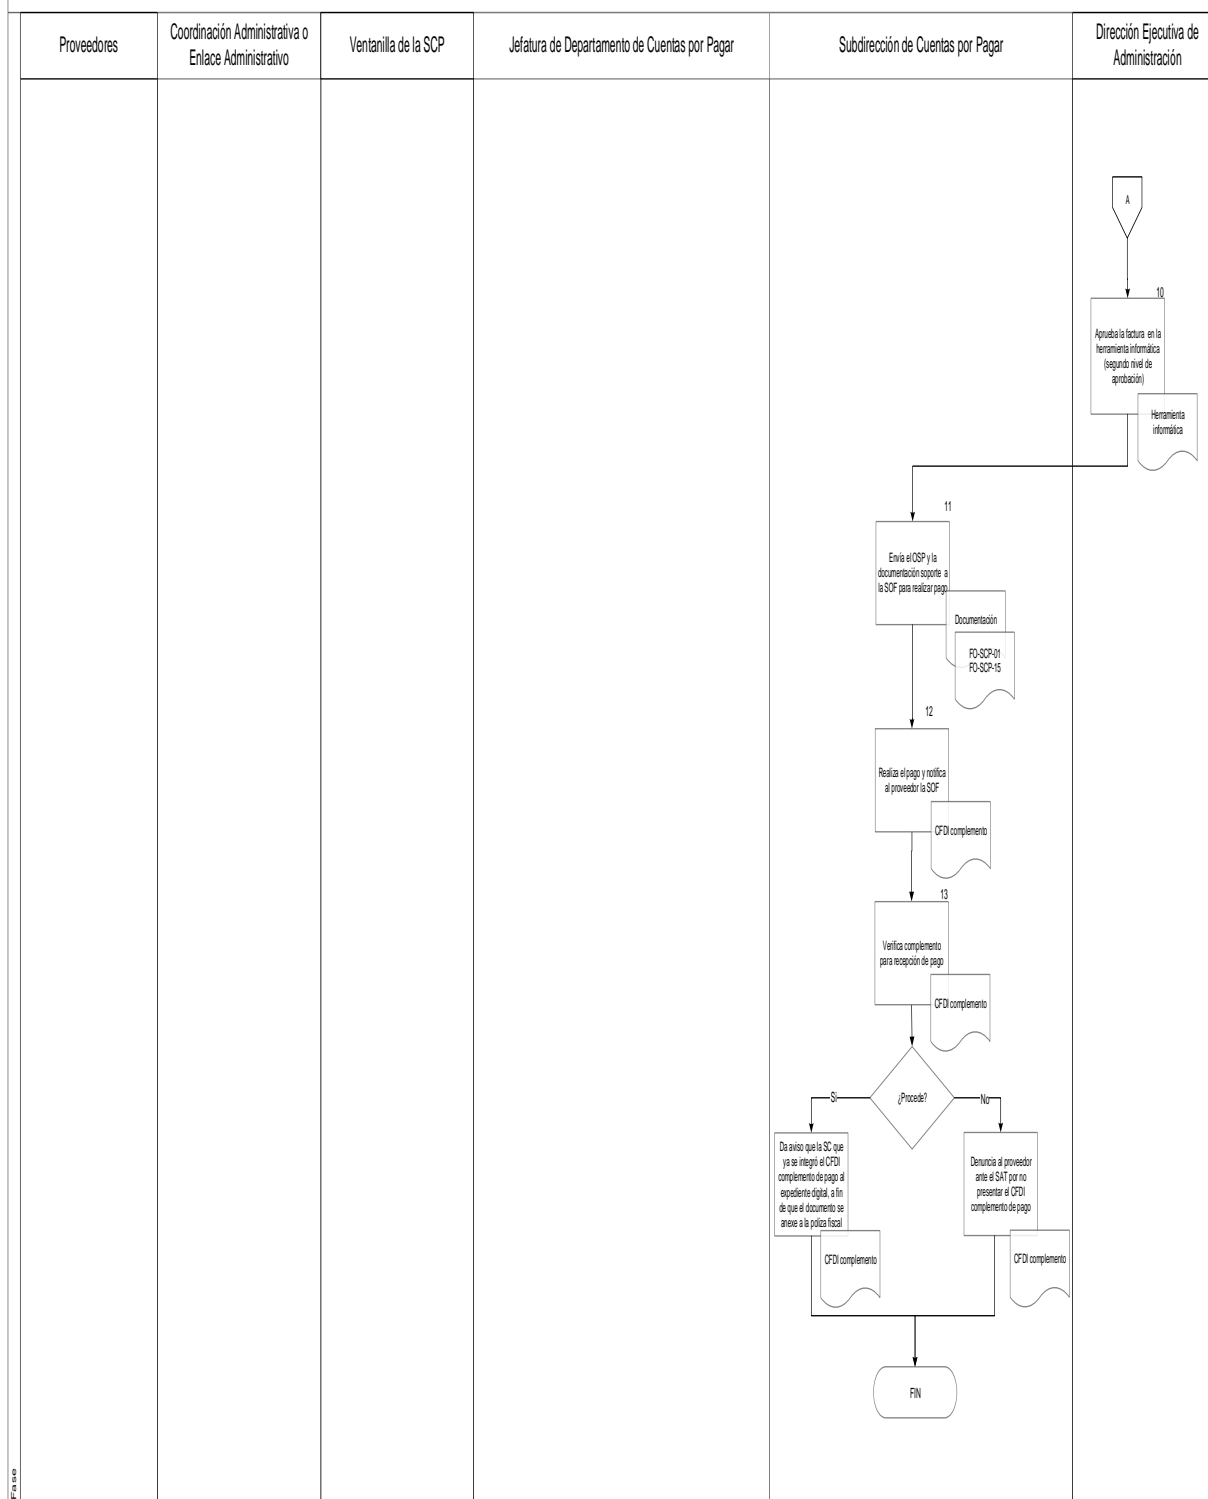 Proveedores
Coordinación Administrativa o
Enlace Administrativo
Ventanilla de la SCP
Jefatura de Departamento de Cuentas por Pagar
Subdirección de Cuentas por Pagar
Dirección Ejecutiva de
Administración
A
10
Aprueba la factura en la
herramienta informática
(segundo nivel de
aprobación)
Herramienta
informática
11
Envía el OSP y la
documentación soporte a
la SOF para realizar pago
Documentación
FO-SCP-01
FO-SCP-15
12
Realiza el pago y notifica
al proveedor la SOF
CFDI complemento
13
Verifica complemento
para recepción de pago
CFDI complemento
¿Procede?
Si
No
Da aviso que la SC que
ya se integró el CFDI
complemento de pago al
expediente digital, a fin
de que el documento se
anexe a la poliza fiscal
CFDI complemento
Denuncia al proveedor
ante el SAT por no
presentar el CFDI
complemento de pago
CFDI complemento
FIN
Fase